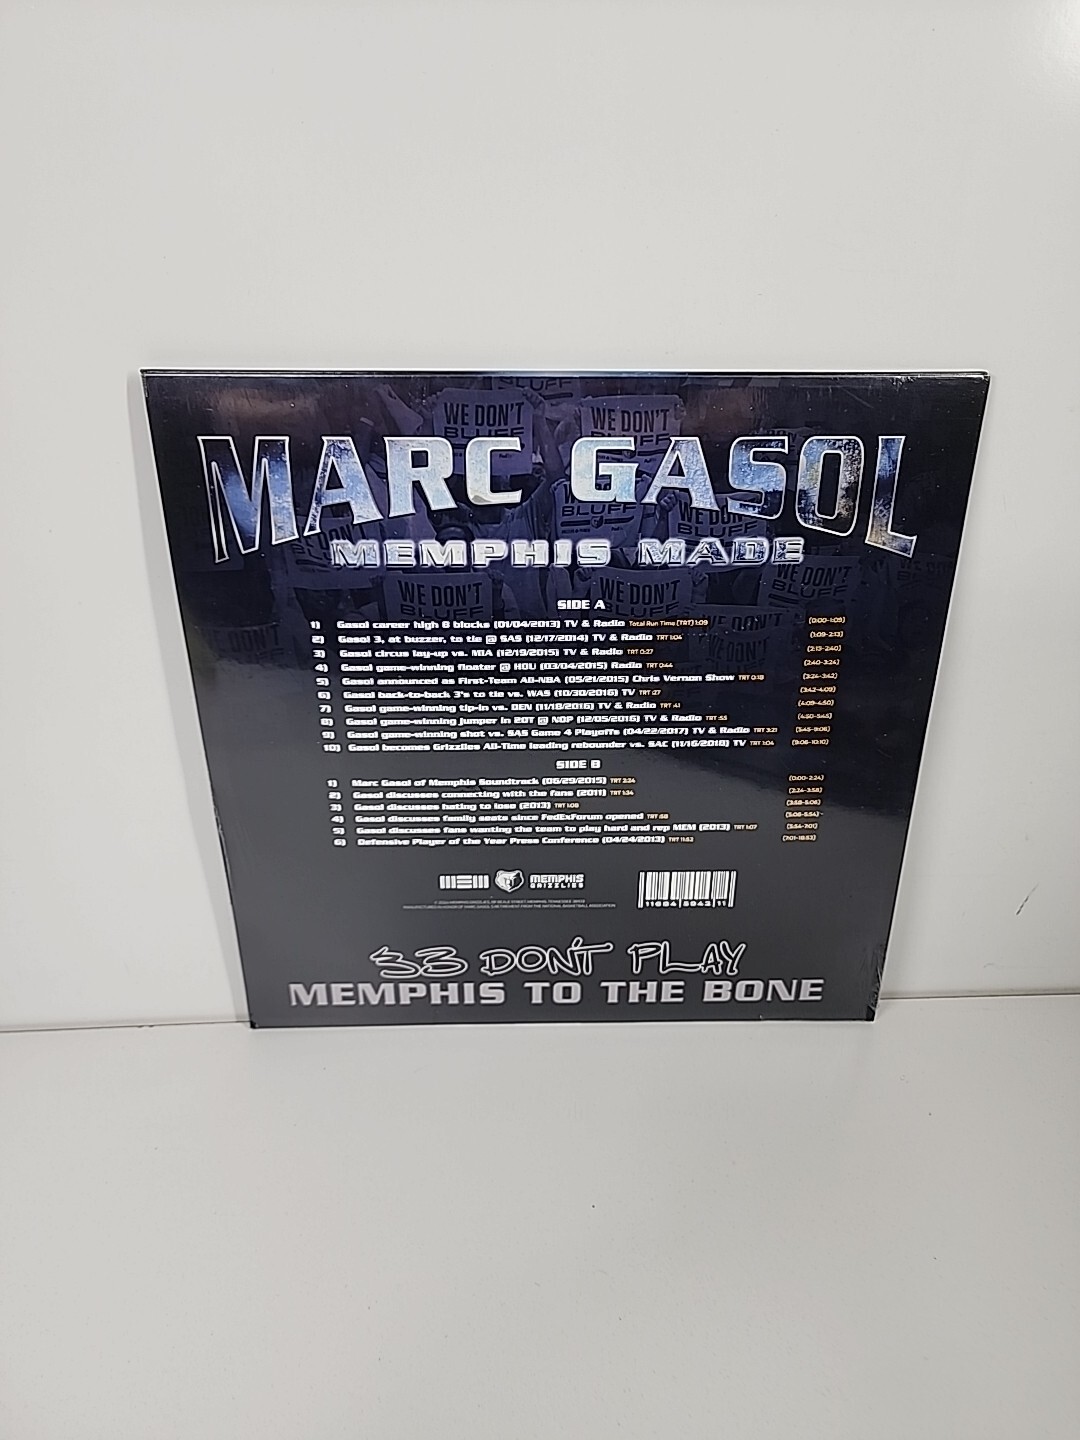 WE DON'T
BLUFF
WE DON'T
BLUFF
MARC GASOL
MEMPHIS MADE
SIDE A
1) Gasol career high 8 blocks (01/04/2013) TV & Radio Total Run Time (TRT) 1:09 (0:00-1:09)
2) Gasol 3, at buzzer, to tie @ SAS (12/17/2014) TV & Radio TRT 1:04 (1:09-2:13)
3) Gasol circus lay-up vs. MIA (12/19/2015) TV & Radio TRT 0:27 (2:13-2:40)
4) Gasol game-winning floater @ HOU (03/04/2015) Radio TRT 0:44 (2:40-3:24)
5) Gasol announced as First-Team All-NBA (05/21/2015) Chris Vernon Show TRT 0:18 (3:24-3:42)
6) Gasol back-to-back 3's to tie vs. WAS (10/30/2016) TV TRT :27 (3:42-4:09)
7) Gasol game-winning tip-in vs. DEN (11/18/2016) TV & Radio TRT :41 (4:09-4:50)
8) Gasol game-winning jumper in 2OT @ NOP (12/05/2016) TV & Radio TRT :55 (4:50-5:45)
9) Gasol game-winning shot vs. SAS Game 4 Playoffs (04/22/2017) TV & Radio TRT 3:21 (5:45-9:06)
10) Gasol becomes Grizzlies All-Time leading rebounder vs. SAC (11/16/2018) TV TRT 1:04 (9:06-10:10)
SIDE B
1) Marc Gasol of Memphis Soundtrack (06/29/2015) TRT 2:24 (0:00-2:24)
2) Gasol discusses connecting with the fans (2011) TRT 1:34 (2:24-3:58)
3) Gasol discusses hating to lose (2013) TRT 1:08 (3:58-5:06)
4) Gasol discusses family seats since FedExForum opened TRT :48 (5:06-5:54)
5) Gasol discusses fans wanting the team to play hard and rep MEM (2013) TRT 1:07 (5:54-7:01)
6) Defensive Player of the Year Press Conference (04/24/2013) TRT 11:52 (7:01-18:53)
MEM MEMPHIS
GRIZZLIES
33 DON'T PLAY
MEMPHIS TO THE BONE